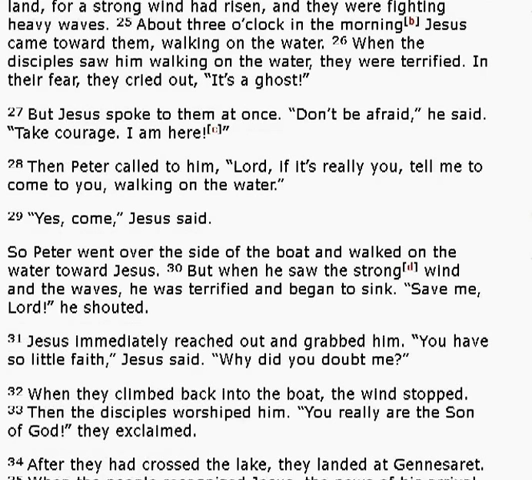 land, for a strong wind had risen, and they were fighting
heavy waves. 25 About three o'clock in the morning[b] Jesus
came toward them, walking on the water. 26 When the
disciples saw him walking on the water, they were terrified. In
their fear, they cried out, "It's a ghost!"
27 But Jesus spoke to them at once. "Don't be afraid," he said.
"Take courage. I am here![c]"
28 Then Peter called to him, "Lord, if it's really you, tell me to
come to you, walking on the water."
29 "Yes, come," Jesus said.
So Peter went over the side of the boat and walked on the
water toward Jesus. 30 But when he saw the strong[d] wind
and the waves, he was terrified and began to sink. "Save me,
Lord!" he shouted.
31 Jesus immediately reached out and grabbed him. "You have
so little faith," Jesus said. "Why did you doubt me?"
32 When they climbed back into the boat, the wind stopped.
33 Then the disciples worshiped him. "You really are the Son
of God!" they exclaimed.
34 After they had crossed the lake, they landed at Gennesaret.